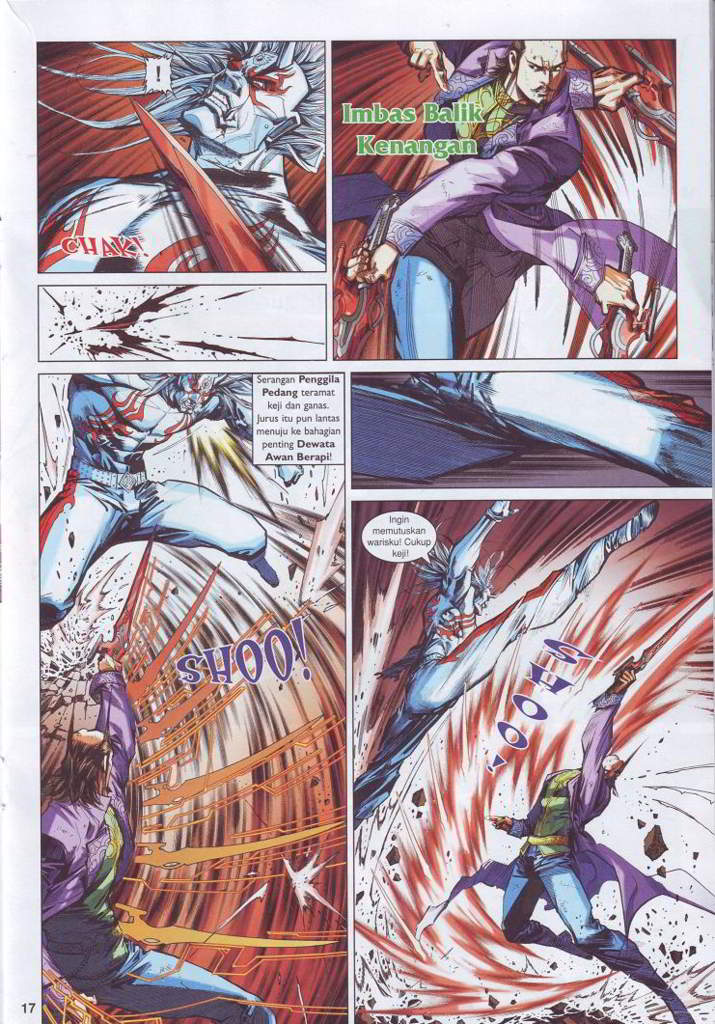 !
CHAK!
Imbas Balik
Kenangan
Serangan Penggila
Pedang teramat
keji dan ganas.
Jurus itu pun lantas
menuju ke bahagian
penting Dewata
Awan Berapi!
SHOO!
Ingin
memutuskan
warisku! Cukup
keji!
SHOO!
17